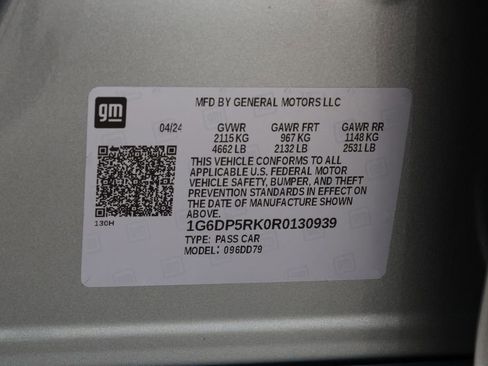 gm
MFD BY GENERAL MOTORS LLC
04/24 GVWR GAWR FRT GAWR RR
2115 KG 967 KG 1148 KG
4662 LB 2132 LB 2531 LB
THIS VEHICLE CONFORMS TO ALL
APPLICABLE U.S. FEDERAL MOTOR
VEHICLE SAFETY, BUMPER, AND THEFT
PREVENTION STANDARDS IN EFFECT ON
THE DATE OF MANUFACTURE SHOWN
ABOVE.
130H
1G6DP5RK0R0130939
TYPE: PASS CAR
MODEL: 096DD79